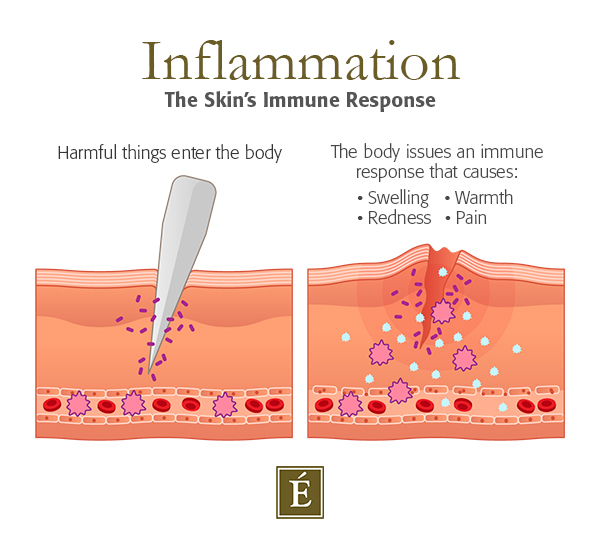 Inflammation
The Skin's Immune Response
Harmful things enter the body
The body issues an immune
response that causes:
• Swelling • Warmth
• Redness • Pain
É